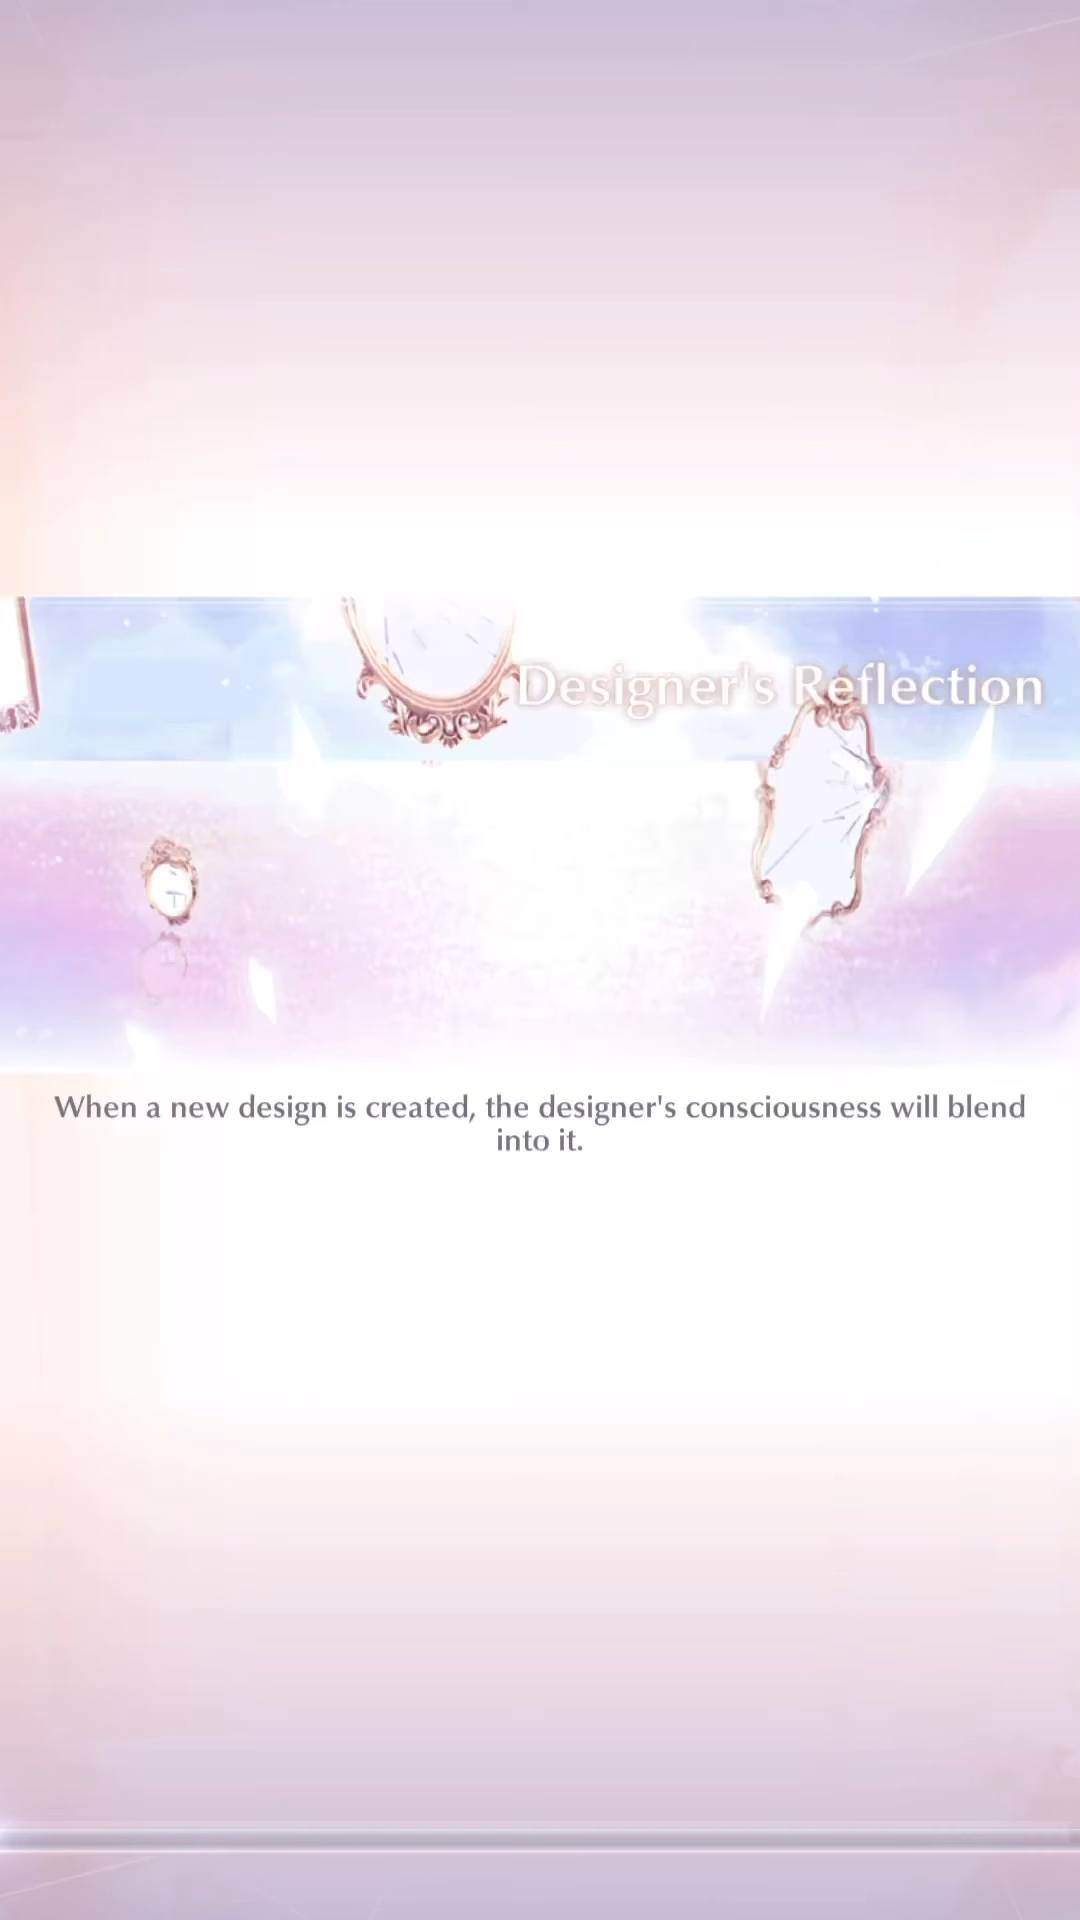 Designer's Reflection
When a new design is created, the designer's consciousness will blend
into it.